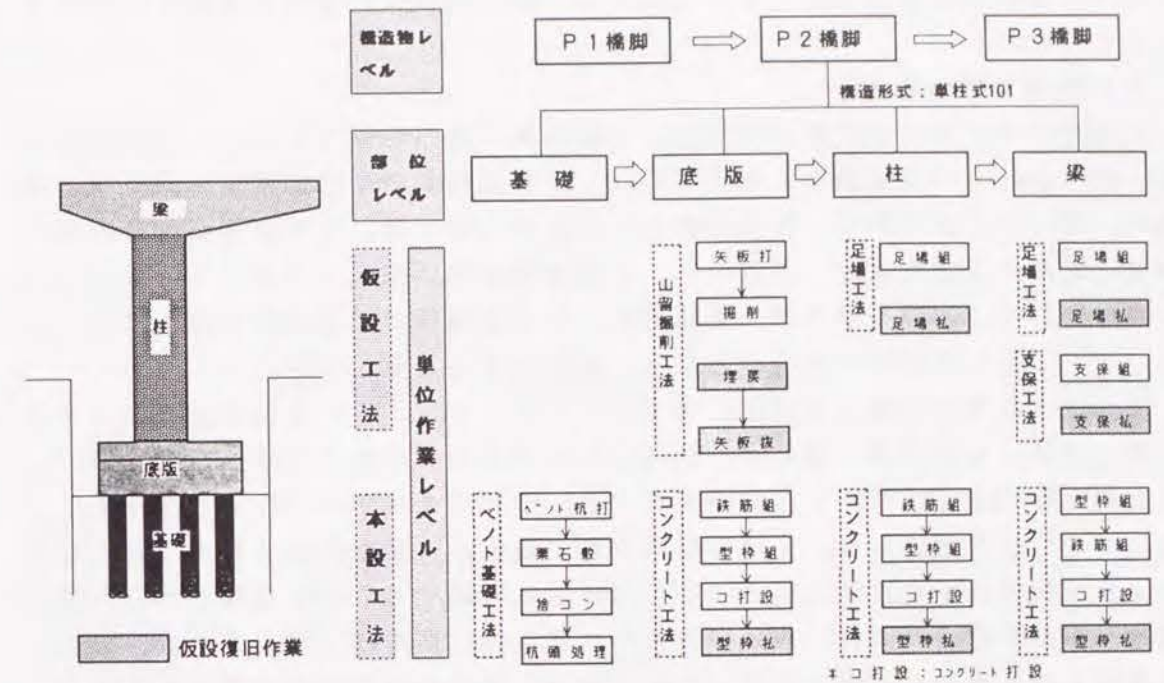 構造物レ
ベル
P1橋脚
P2橋脚
P3橋脚
構造形式：単柱式101
部位
レベル
基礎
底版
柱
梁
梁
柱
底版
基礎
仮設復旧作業
仮設工法
本設工法
単位作業レベル
山留掘削工法
矢板打
掘削
埋戻
矢板抜
足場工法
足場組
足場払
足場工法
足場組
足場払
支保工法
支保組
支保払
ベノト基礎工法
ベノト杭打
栗石敷
捨コン
杭頭処理
コンクリート工法
鉄筋組
型枠組
コ打設
型枠払
コンクリート工法
鉄筋組
型枠組
コ打設
型枠払
コンクリート工法
型枠組
鉄筋組
コ打設
型枠払
コ打設：コンクリート打設